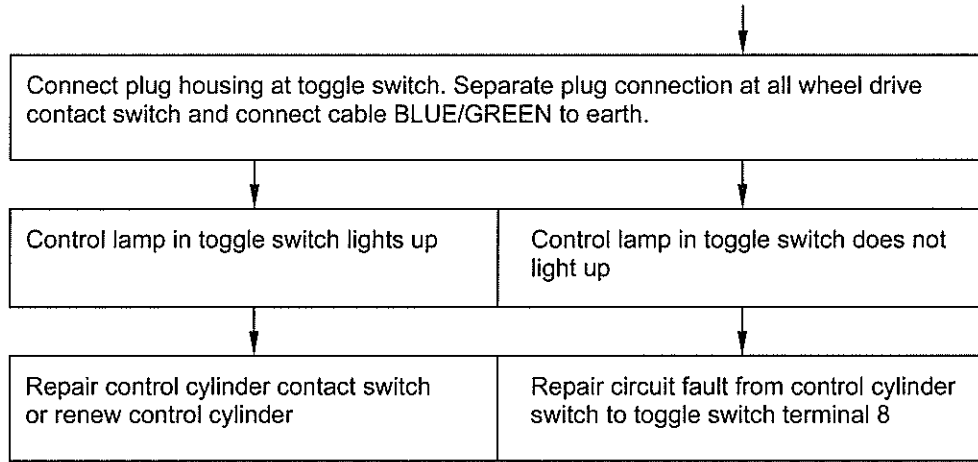 Connect plug housing at toggle switch. Separate plug connection at all wheel drive
contact switch and connect cable BLUE/GREEN to earth.
Control lamp in toggle switch lights up
Control lamp in toggle switch does not
light up
Repair control cylinder contact switch
or renew control cylinder
Repair circuit fault from control cylinder
switch to toggle switch terminal 8